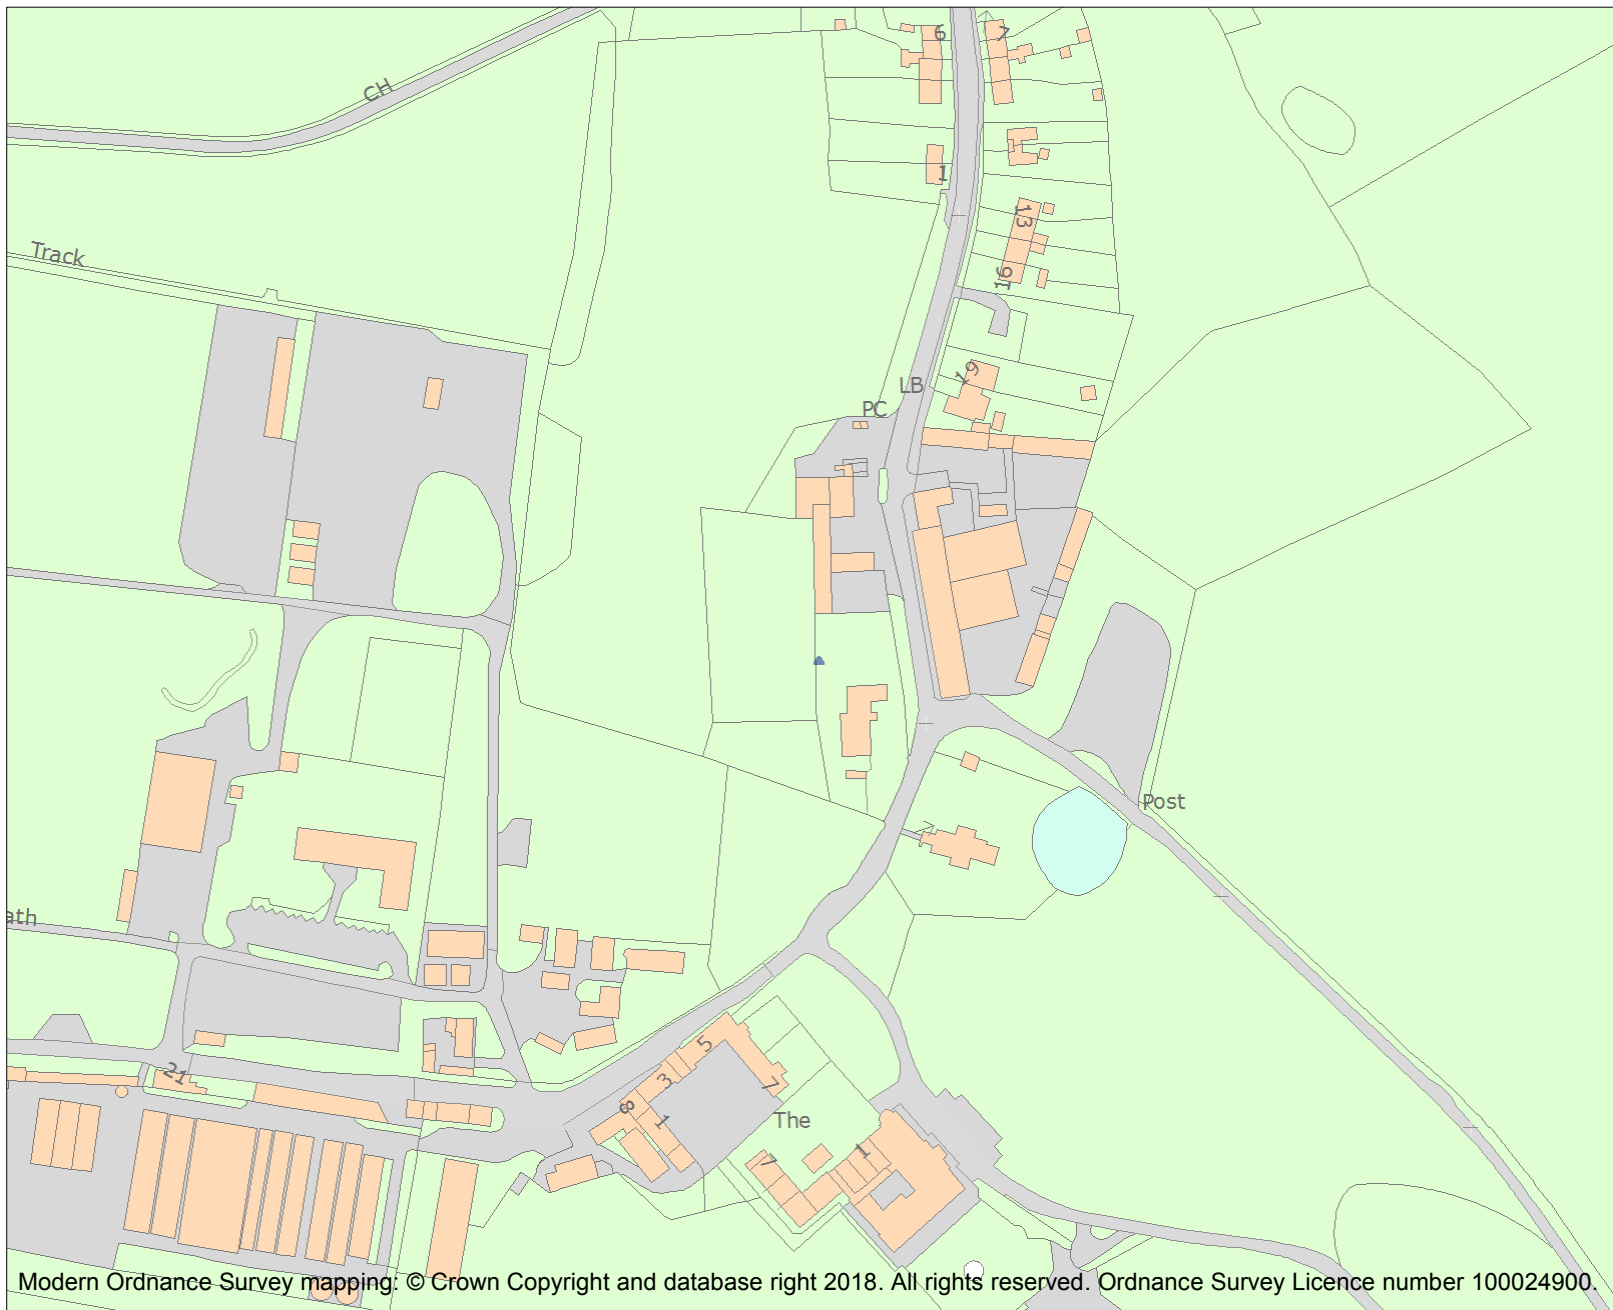 6
7
CH
1
13
Track
16
19
LB
PC
Post
2
ath
5
21
3
7
8
1
The
1
7
Modern Ordnance Survey mapping: © Crown Copyright and database right 2018. All rights reserved. Ordnance Survey Licence number 100024900.